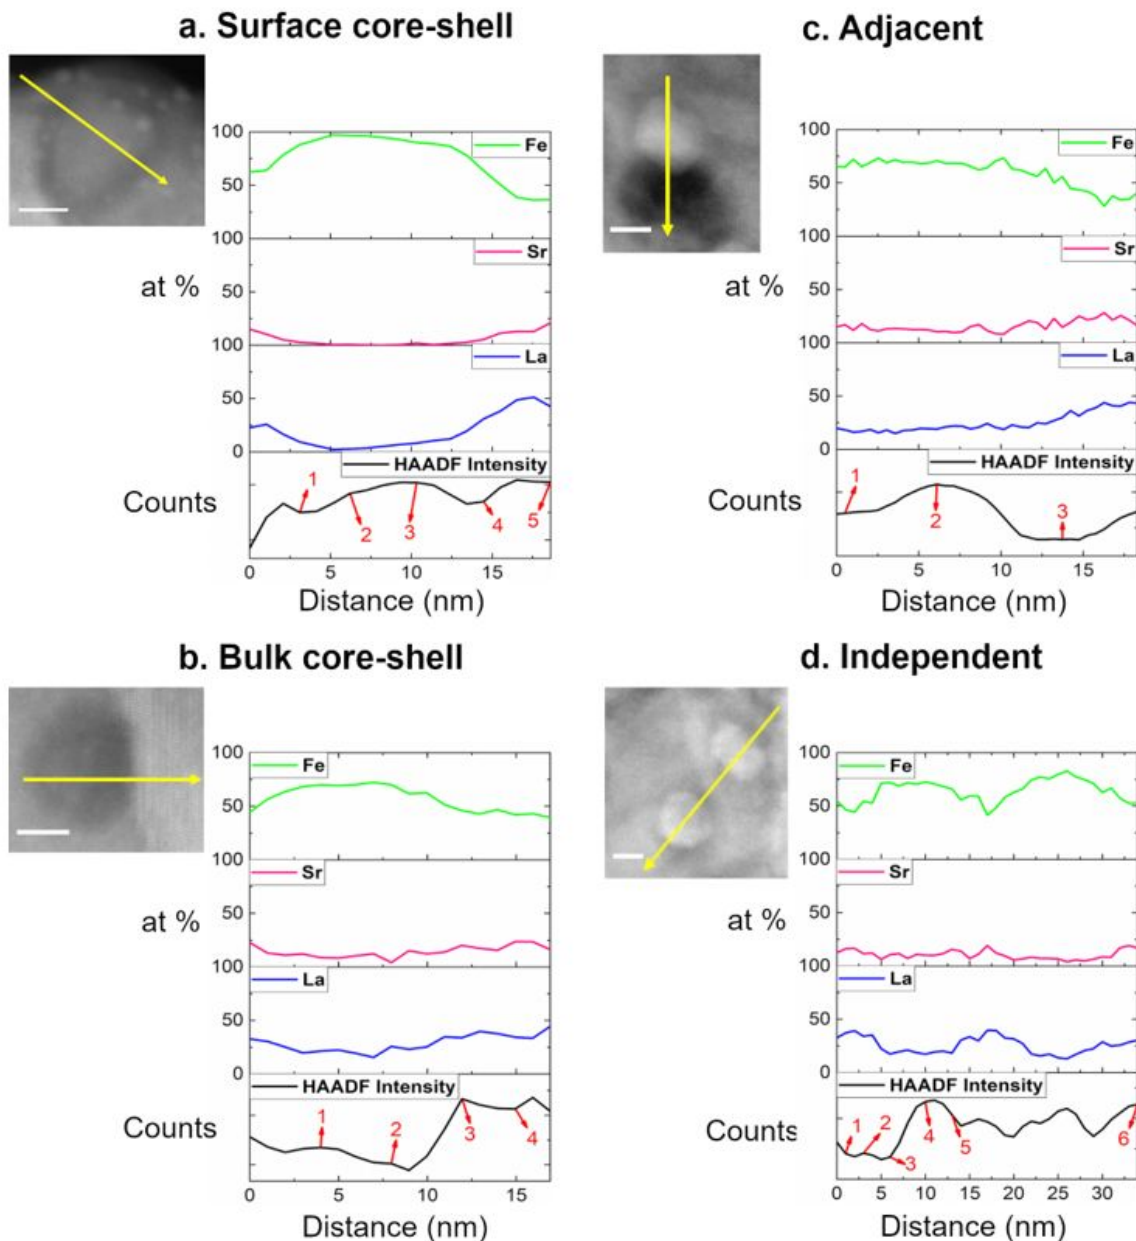 a. Surface core-shell
100
Fe
50
100
Sr
at %
50
100
La
50
0
HAADF Intensity
Counts
1
2
3
4
5
0
5
10
15
Distance (nm)
c. Adjacent
100
Fe
50
100
Sr
at %
50
100
La
50
0
HAADF Intensity
Counts
1
2
3
0
5
10
15
Distance (nm)
b. Bulk core-shell
100
Fe
50
100
Sr
at %
50
100
La
50
0
HAADF Intensity
Counts
1
2
3
4
0
5
10
15
Distance (nm)
d. Independent
100
Fe
50
100
Sr
at %
50
100
La
50
0
HAADF Intensity
Counts
1
2
3
4
5
6
0
5
10
15
20
25
30
Distance (nm)